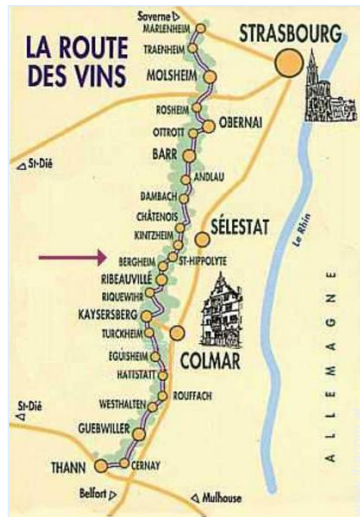 Saverne
MARLENHEIM
STRASBOURG
LA ROUTE
DES VINS
TRAENHEIM
MOLSHEIM
ROSHEIM
OBERNAI
OTTROTT
BARR
St-Dié
ANDLAU
DAMBACH
CHÂTENOIS
SÉLESTAT
KINTZHEIM
Le Rhin
BERGHEIM
ST-HIPPOLYTE
RIBEAUVILLÉ
RIQUEWIHR
KAYSERSBERG
TURCKHEIM
COLMAR
EGUISHEIM
HATTSTATT
ALLEMAGNE
ROUFFACH
WESTHALTEN
St-Dié
GUEBWILLER
THANN
CERNAY
Belfort
Mulhouse